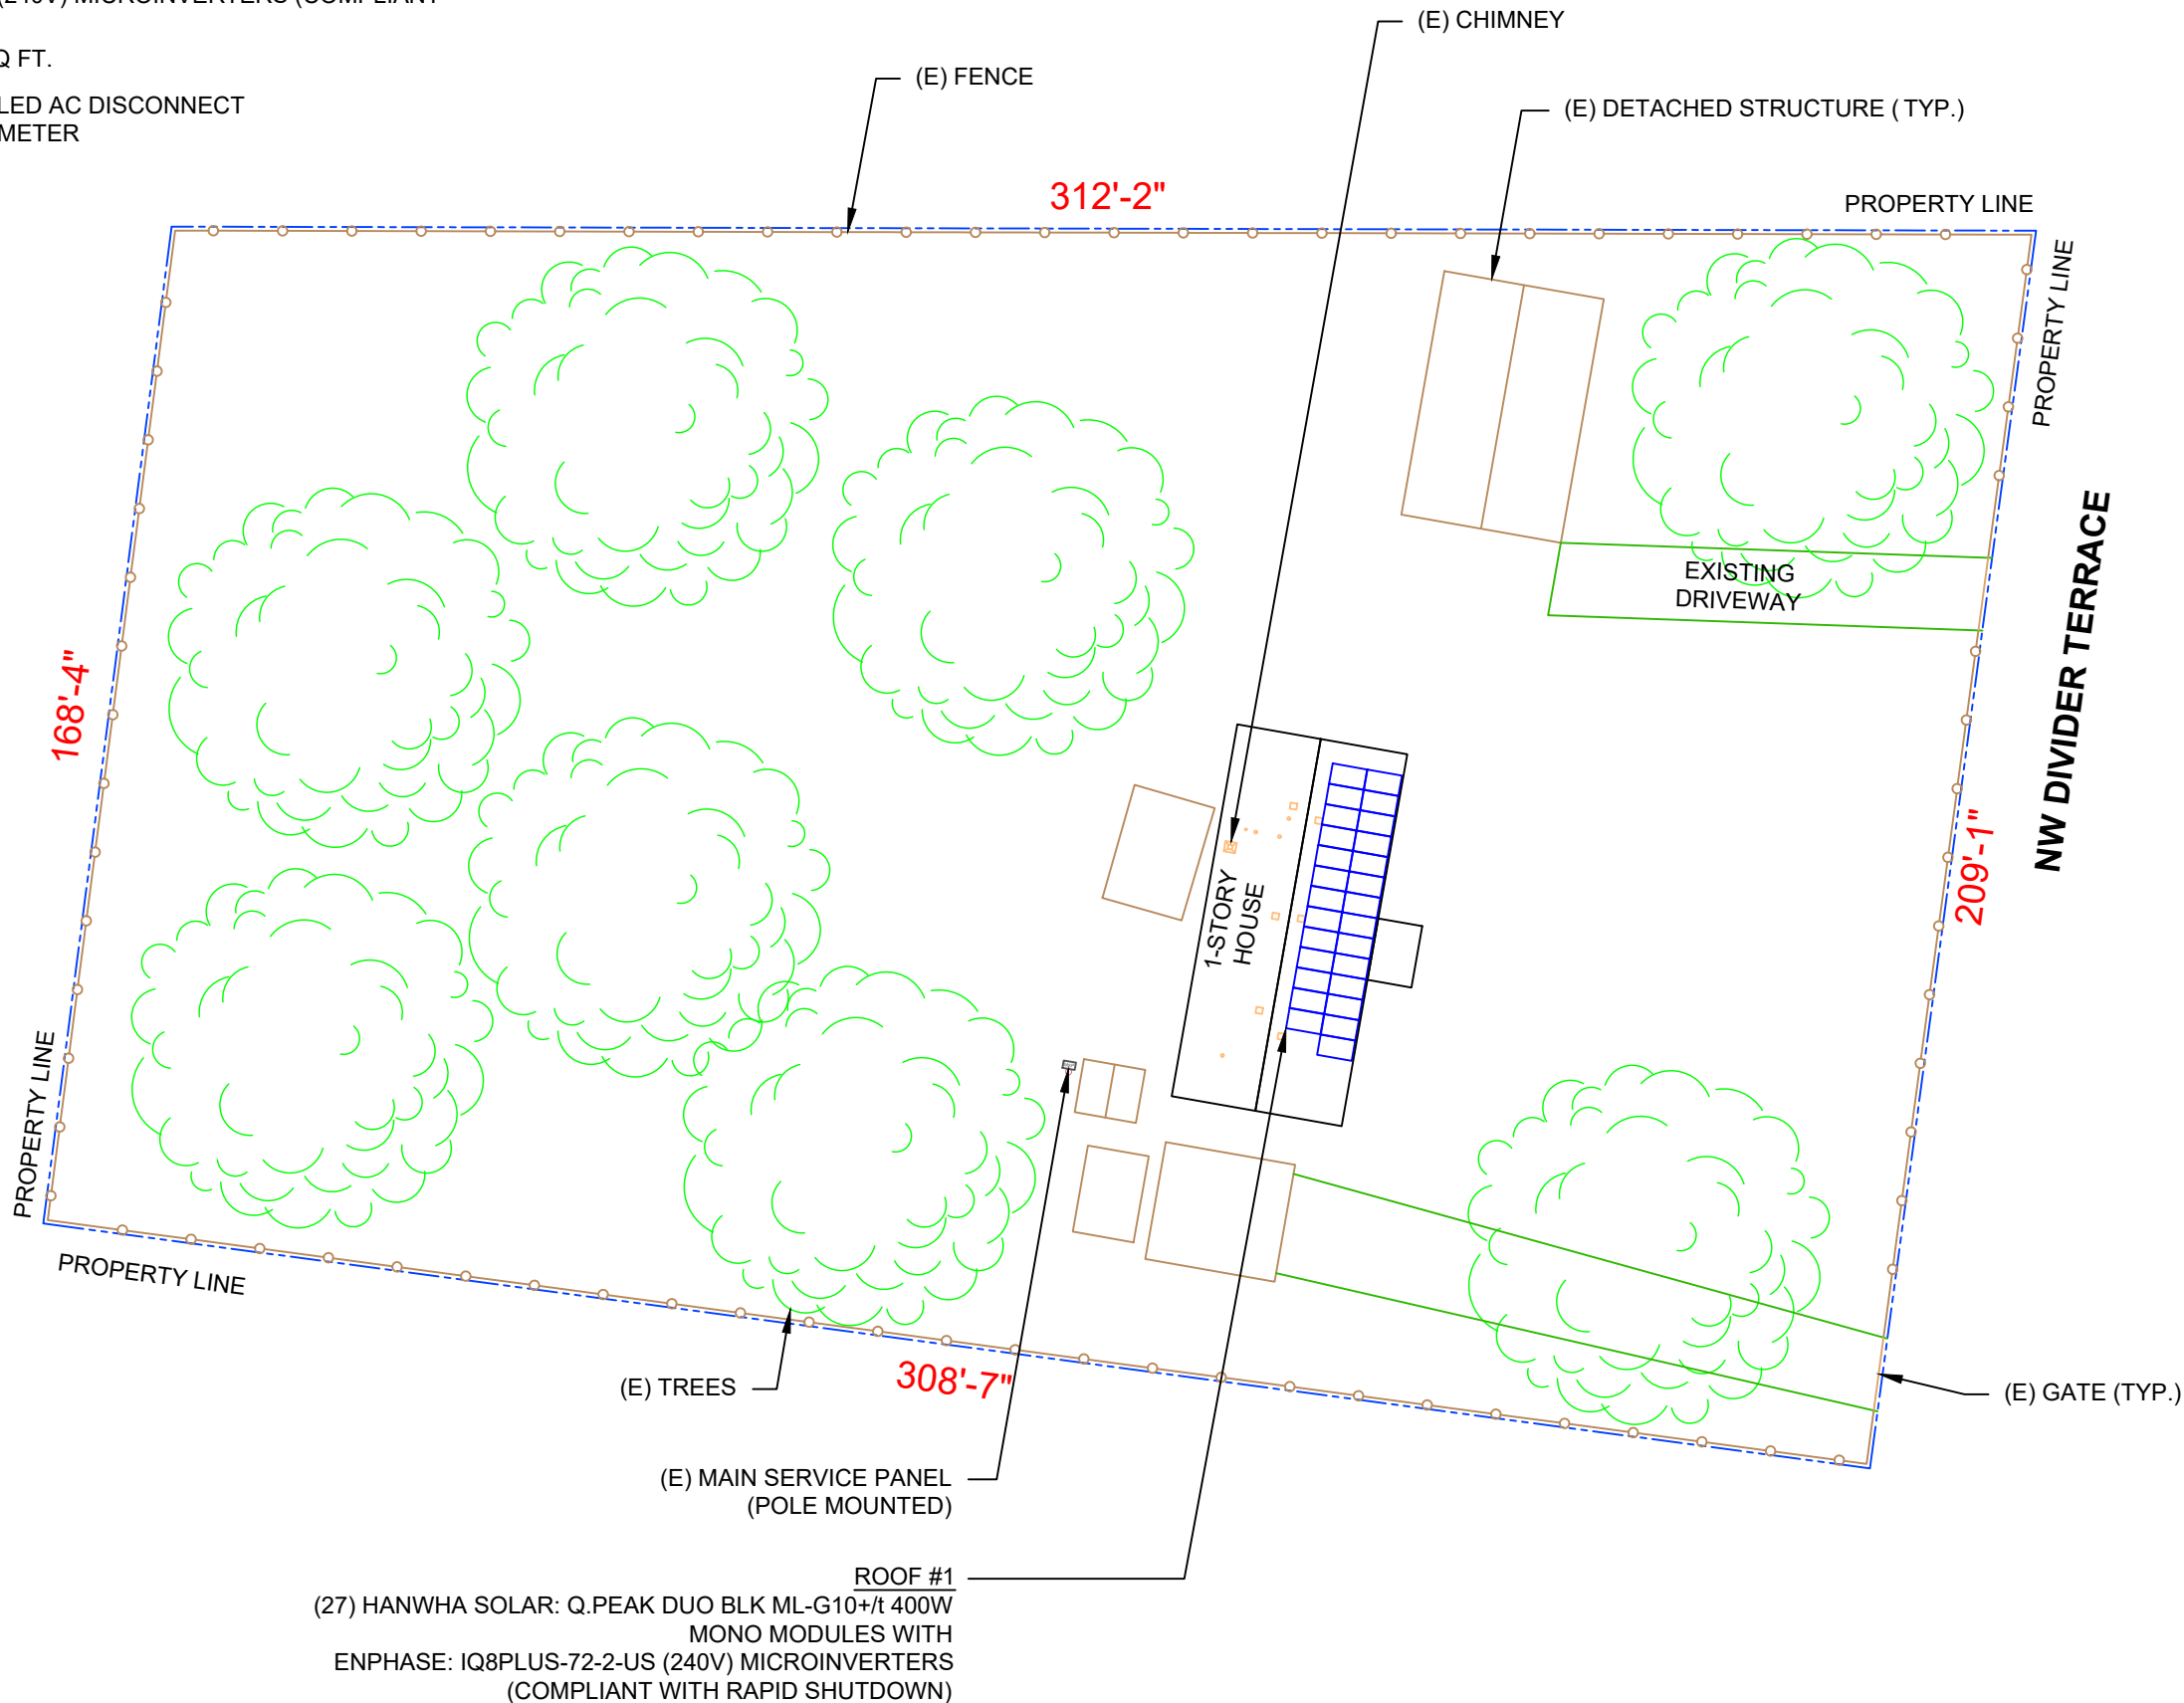 (240V) MICROINVERTERS (COMPLIANT
Q FT.
LED AC DISCONNECT
METER
(E) CHIMNEY
(E) FENCE
(E) DETACHED STRUCTURE ( TYP.)
312'-2"
PROPERTY LINE
PROPERTY LINE
EXISTING
DRIVEWAY
NW DIVIDER TERRACE
168'-4"
209'-1"
1-STORY
HOUSE
PROPERTY LINE
PROPERTY LINE
(E) TREES
308'-7"
(E) GATE (TYP.)
(E) MAIN SERVICE PANEL
(POLE MOUNTED)
ROOF #1
(27) HANWHA SOLAR: Q.PEAK DUO BLK ML-G10+/t 400W
MONO MODULES WITH
ENPHASE: IQ8PLUS-72-2-US (240V) MICROINVERTERS
(COMPLIANT WITH RAPID SHUTDOWN)